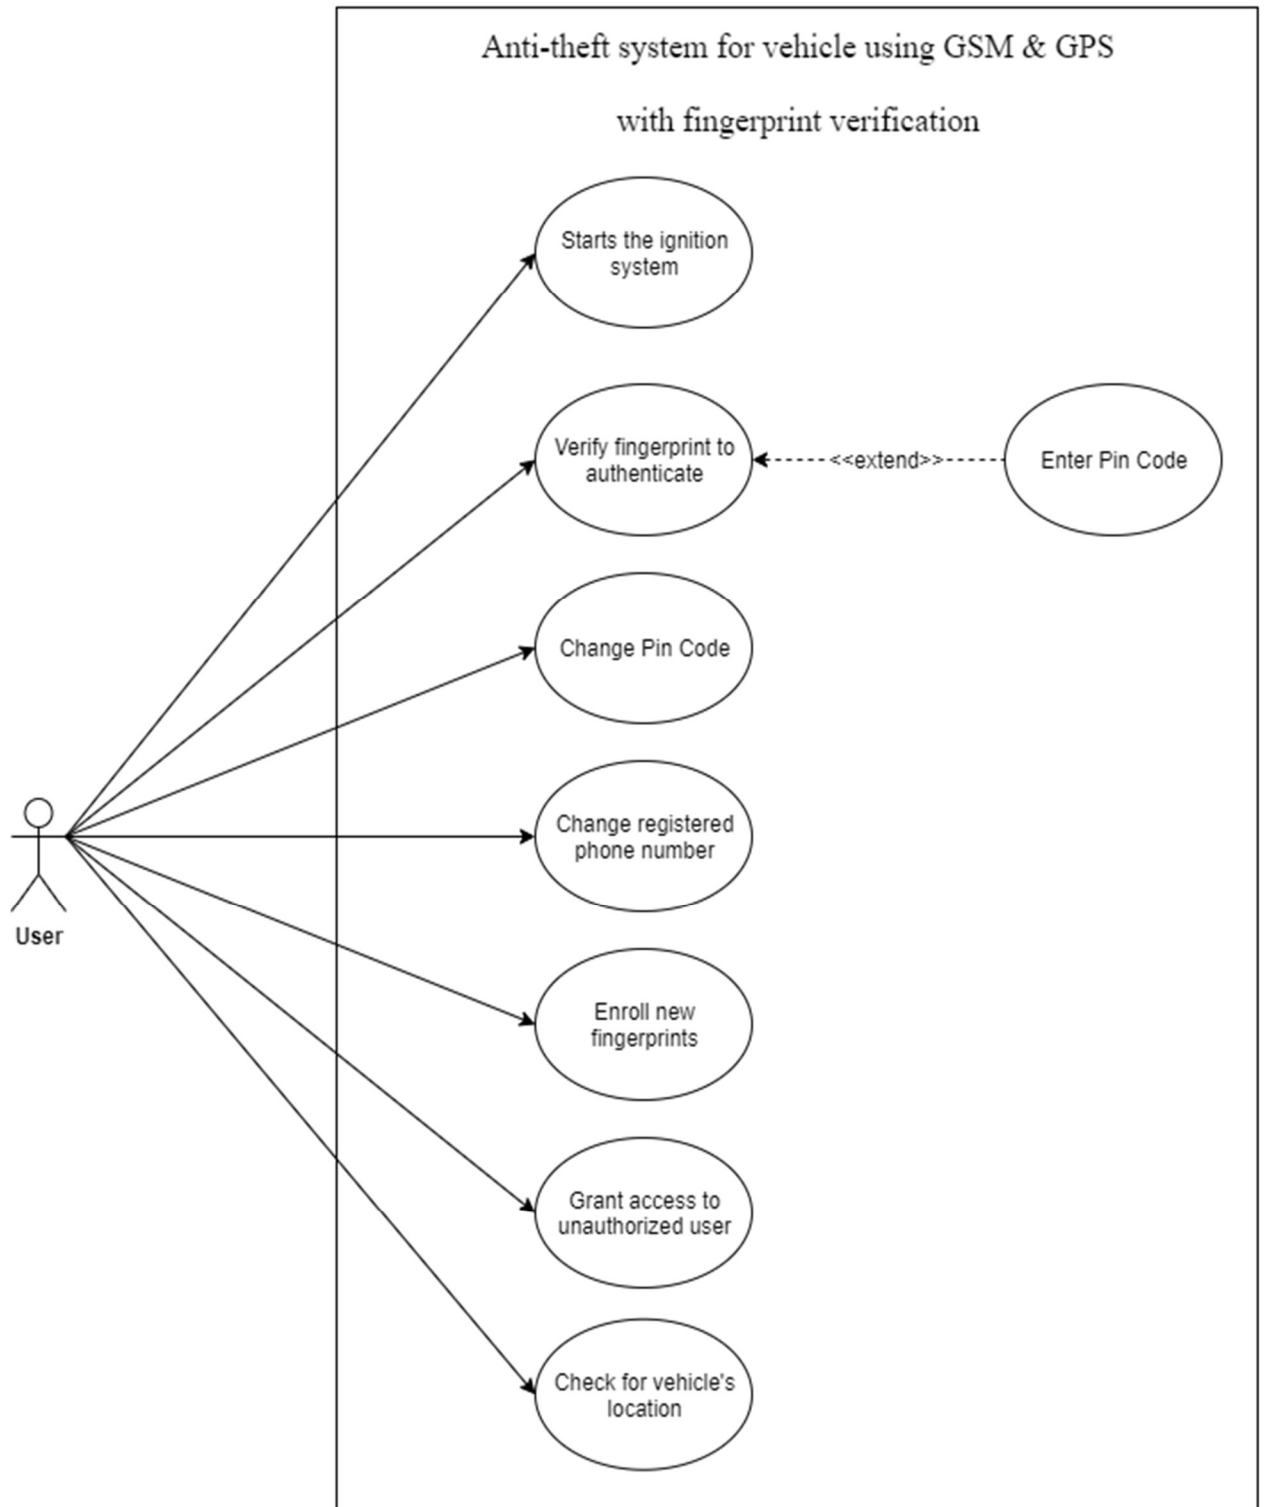 Anti-theft system for vehicle using GSM & GPS
with fingerprint verification
Starts the ignition
system
Verify fingerprint to
authenticate
<<extend>>
Enter Pin Code
Change Pin Code
Change registered
phone number
User
Enroll new
fingerprints
Grant access to
unauthorized user
Check for vehicle's
location